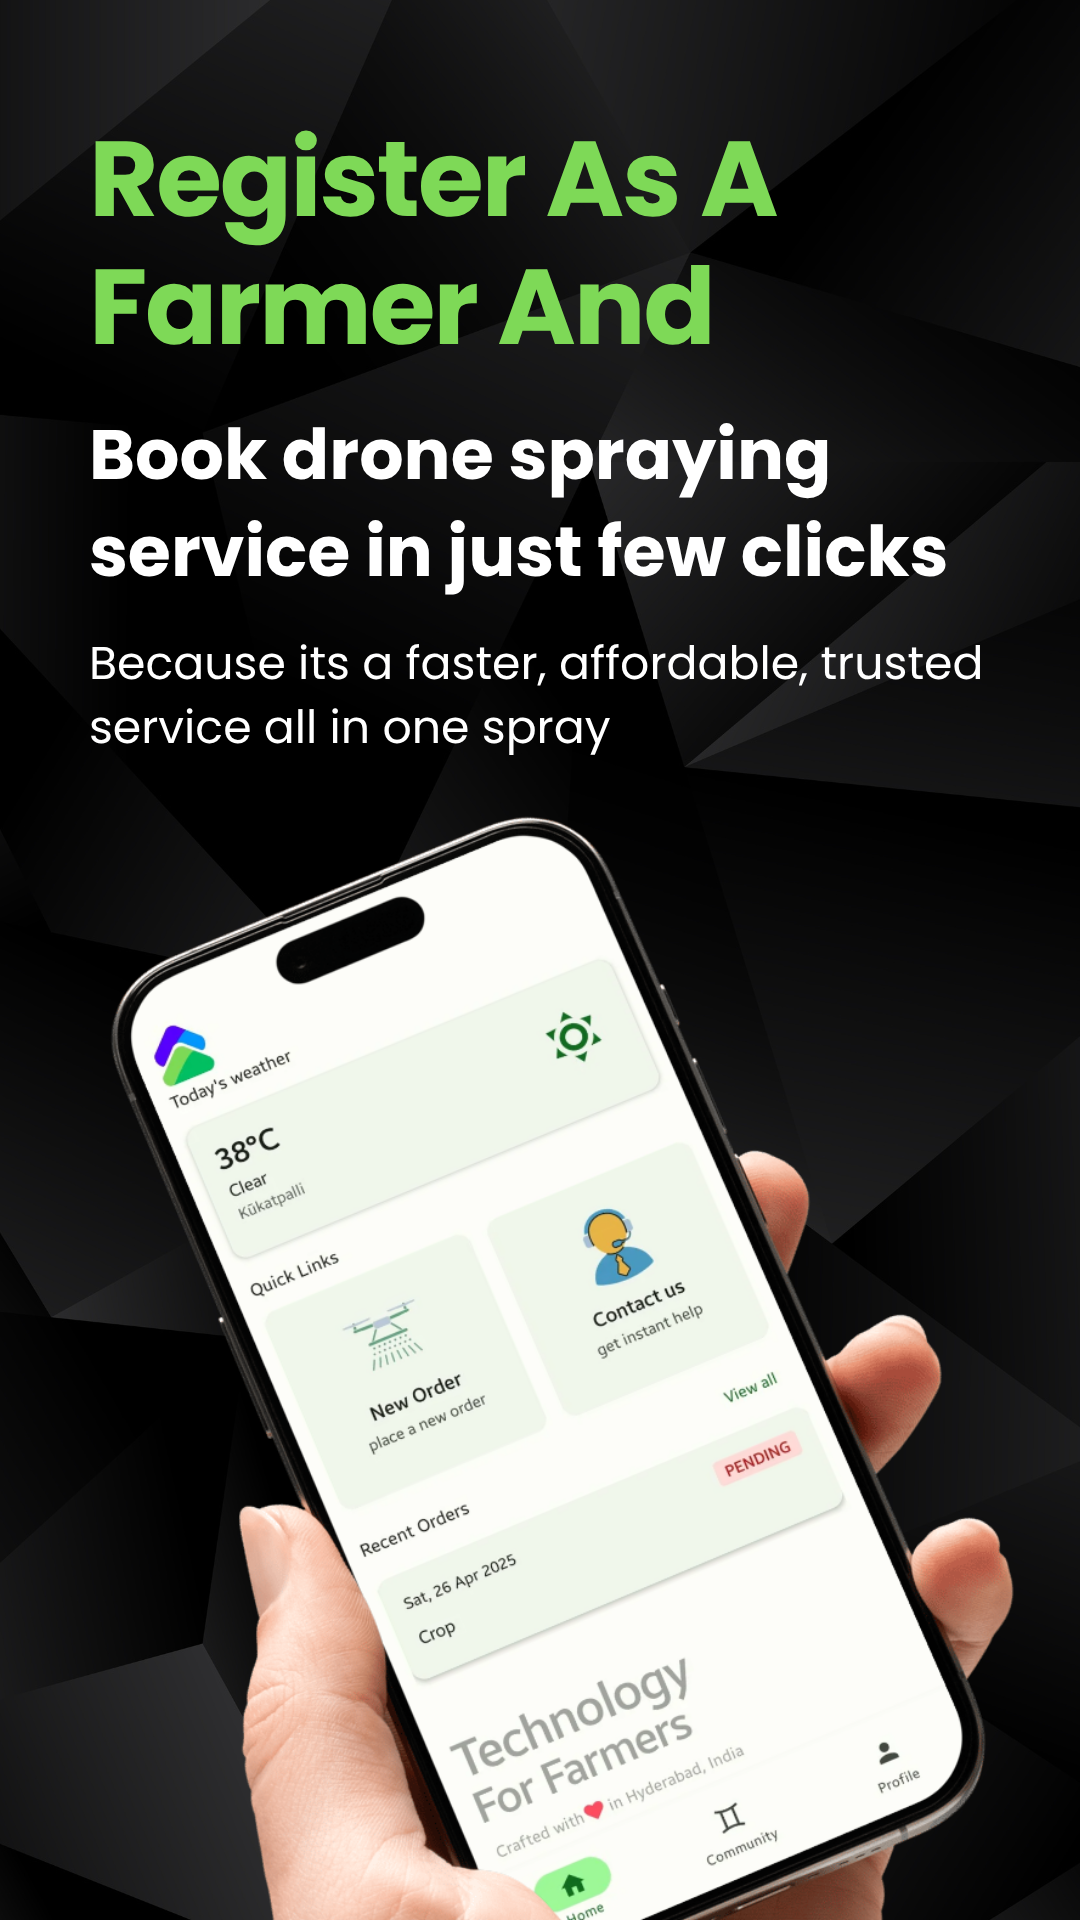 Register As A
Farmer And
Book drone spraying
service in just few clicks
Because its a faster, affordable, trusted
service all in one spray
Today's weather
38°C
Clear
Kūkatpalli
Quick Links
New Order
place a new order
Contact us
get instant help
Recent Orders
View all
PENDING
Sat, 26 Apr 2025
Crop
Technology
For Farmers
Crafted with ❤ in Hyderabad, India
Home
Community
Profile